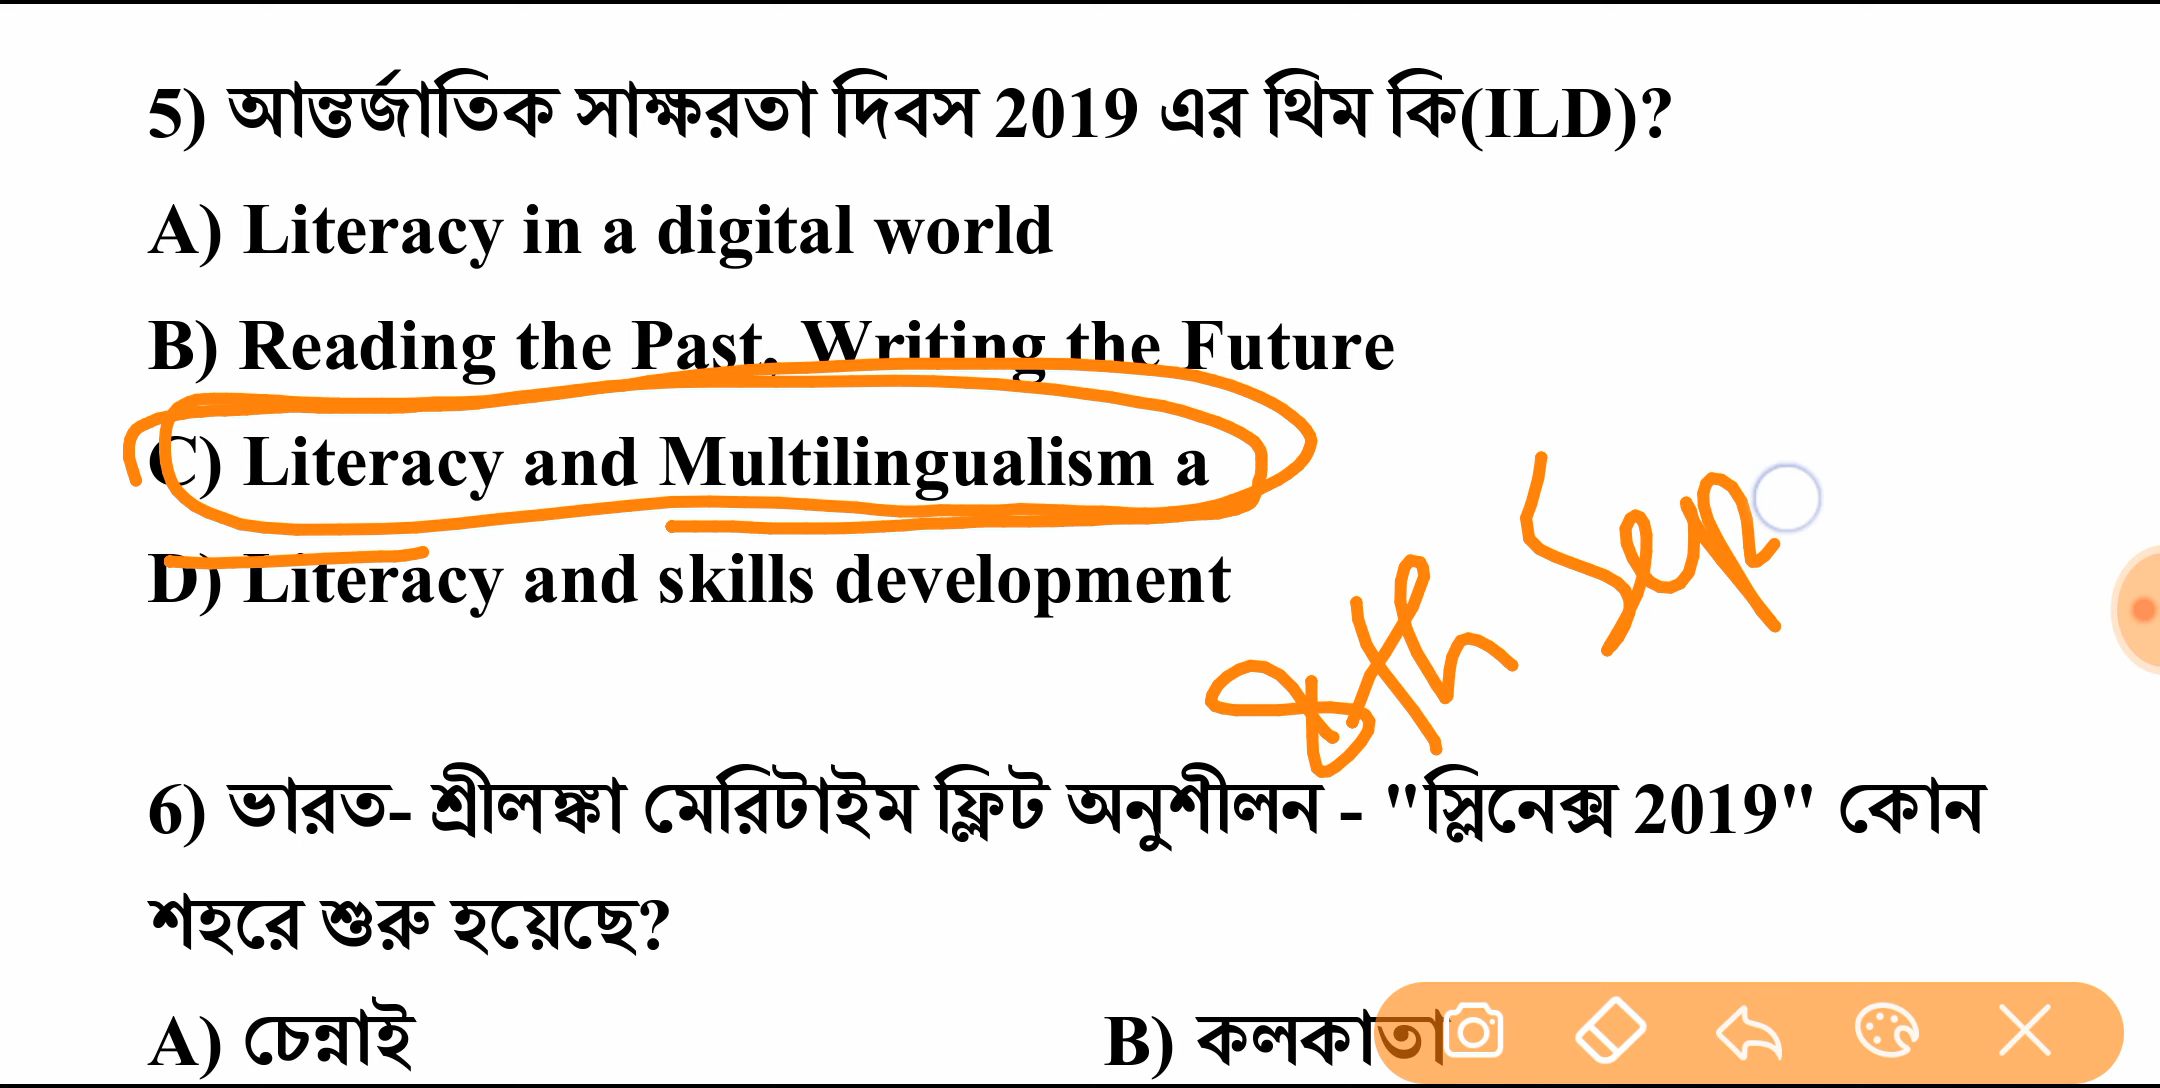 5) আন্তর্জাতিক সাক্ষরতা দিবস 2019 এর থিম কি(ILD)?
A) Literacy in a digital world
B) Reading the Past, Writing the Future
C) Literacy and Multilingualism a
D) Literacy and skills development
8th Sep
6) ভারত- শ্রীলঙ্কা মেরিটাইম ফ্লিট অনুশীলন - "স্লিনেক্স 2019" কোন
শহরে শুরু হয়েছে?
A) চেন্নাই B) কলকাতা